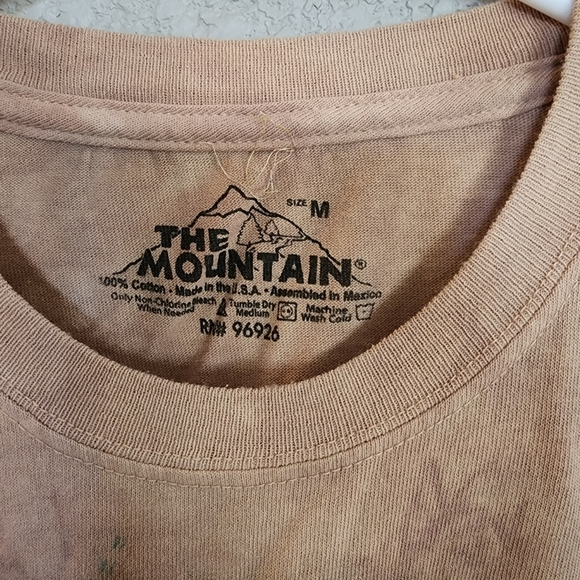 SIZE M
THE
MOUNTAIN®
100% Cotton - Made in the U.S.A. - Assembled in Mexico
Only Non-Chlorine Bleach Tumble Dry Machine
When Needed Medium Wash Cold
RN# 96926